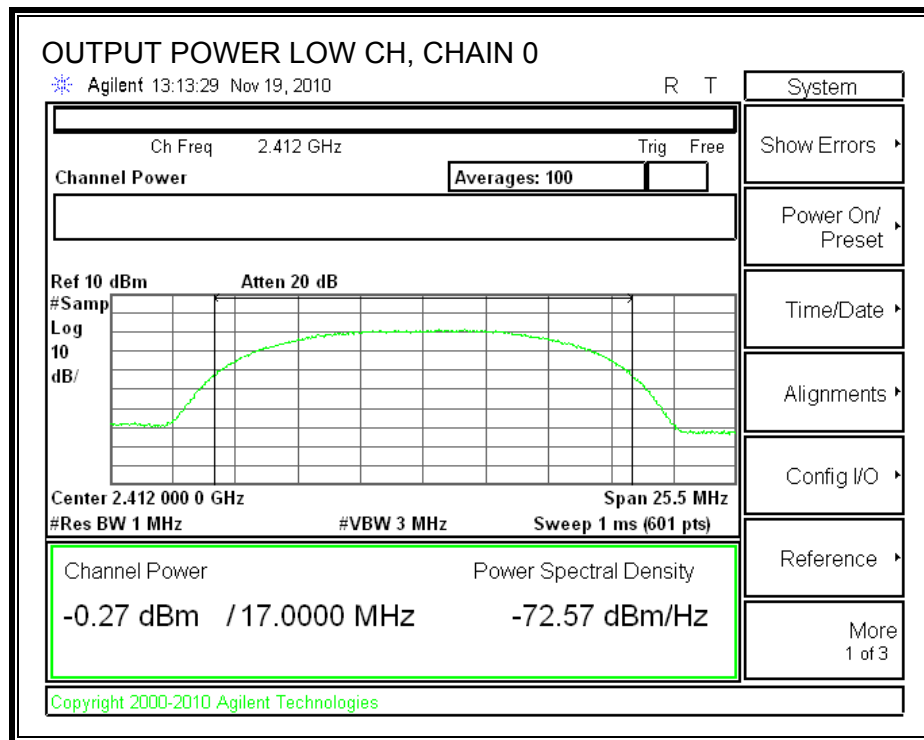 OUTPUT POWER LOW CH, CHAIN 0
Agilent 13:13:29 Nov 19, 2010 R T
System
Ch Freq 2.412 GHz Trig Free
Show Errors
Channel Power
Averages: 100
Power On/
Preset
Ref 10 dBm Atten 20 dB
#Samp
Log
10
dB/
Time/Date
Alignments
Config I/O
Center 2.412 000 0 GHz Span 25.5 MHz
#Res BW 1 MHz #VBW 3 MHz Sweep 1 ms (601 pts)
Channel Power Power Spectral Density
Reference
-0.27 dBm / 17.0000 MHz -72.57 dBm/Hz
More
1 of 3
Copyright 2000-2010 Agilent Technologies